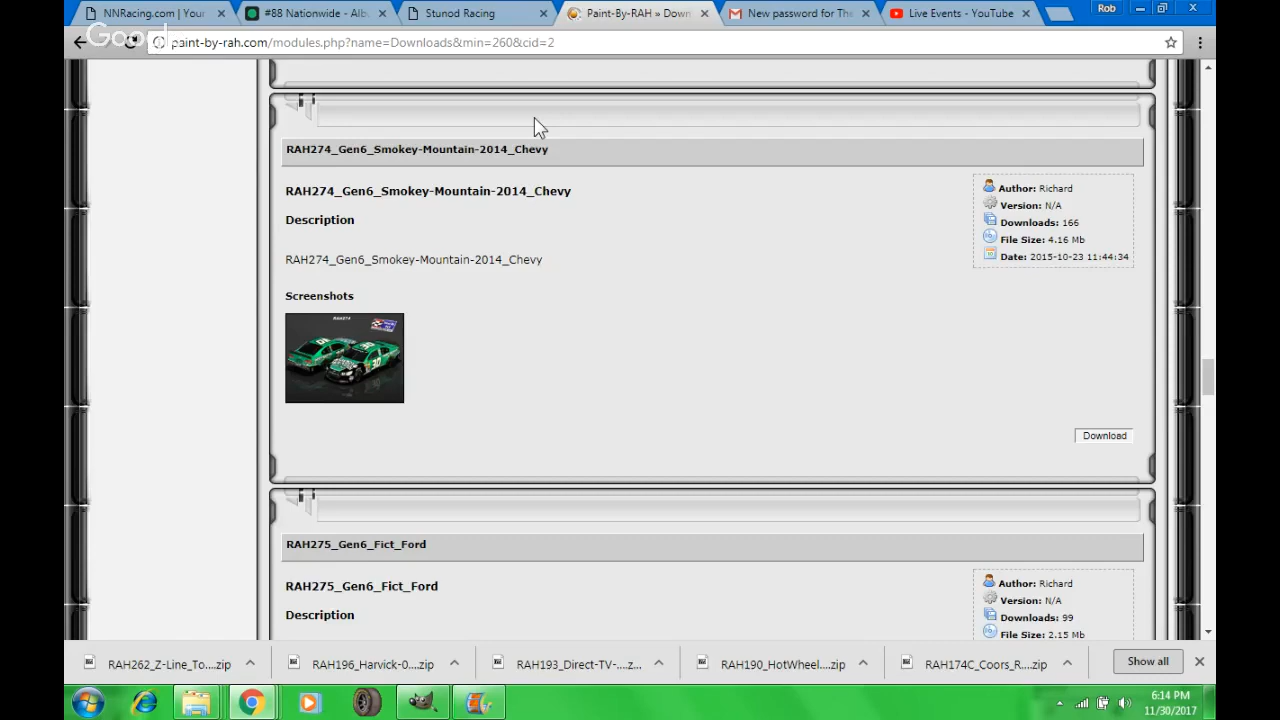 NNRacing.com | Your
#88 Nationwide - Alb
Stunod Racing
Paint-By-RAH » Down
New password for The
Live Events - YouTube
Rob
paint-by-rah.com/modules.php?name=Downloads&min=260&cid=2
RAH274_Gen6_Smokey-Mountain-2014_Chevy
RAH274_Gen6_Smokey-Mountain-2014_Chevy
Description
RAH274_Gen6_Smokey-Mountain-2014_Chevy
Screenshots
Author: Richard
Version: N/A
Downloads: 166
File Size: 4.16 Mb
Date: 2015-10-23 11:44:34
RAH274
30
Download
RAH275_Gen6_Fict_Ford
RAH275_Gen6_Fict_Ford
Description
Author: Richard
Version: N/A
Downloads: 99
File Size: 2.15 Mb
RAH262_Z-Line_To....zip
RAH196_Harvick-0....zip
RAH193_Direct-TV-...z...
RAH190_HotWheel....zip
RAH174C_Coors_R....zip
Show all
6:14 PM
11/30/2017